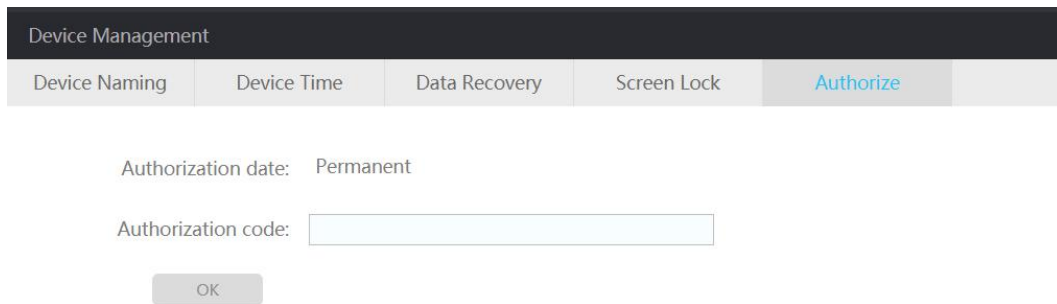 Device Management
Device Naming Device Time Data Recovery Screen Lock Authorize
Authorization date: Permanent
Authorization code:
OK